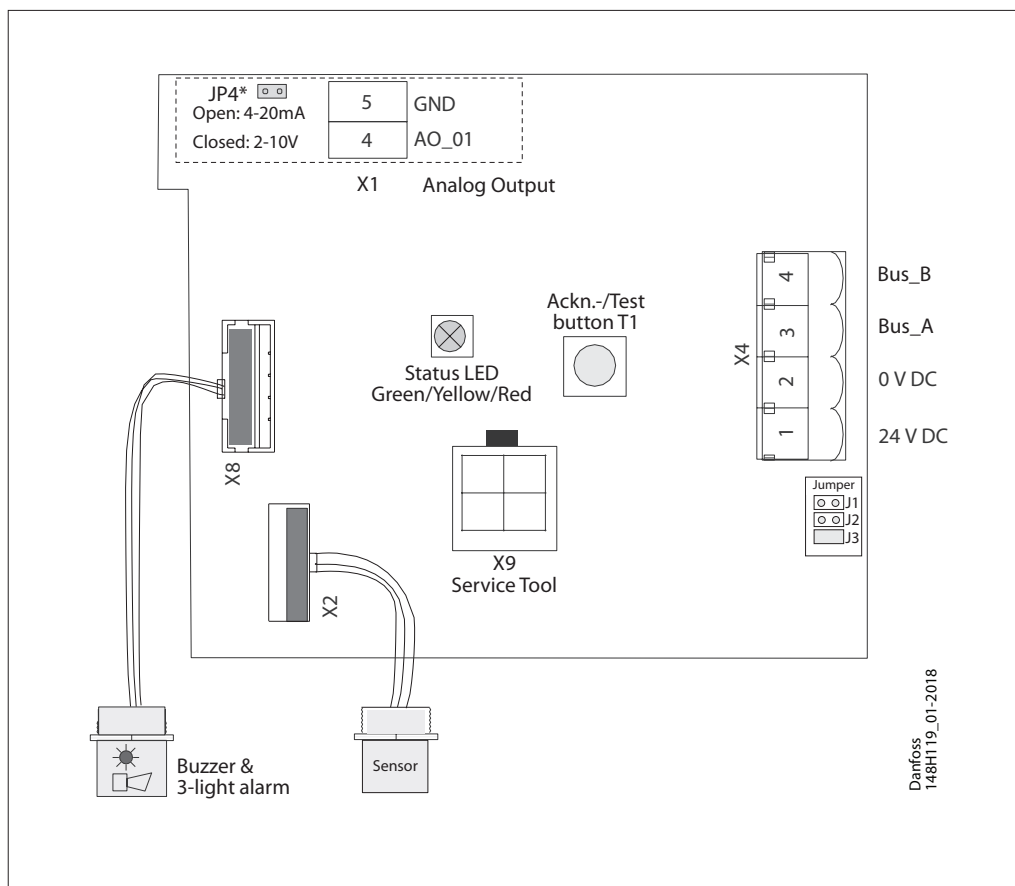 JP4*
Open: 4-20mA
Closed: 2-10V
5
GND
4
AO_01
X1
Analog Output
4
Bus_B
3
Bus_A
2
0 V DC
1
24 V DC
X4
Ackn.-/Test
button T1
Status LED
Green/Yellow/Red
X8
Jumper
J1
J2
J3
X9
Service Tool
X2
Buzzer &
3-light alarm
Sensor
Danfoss
148H119_01-2018